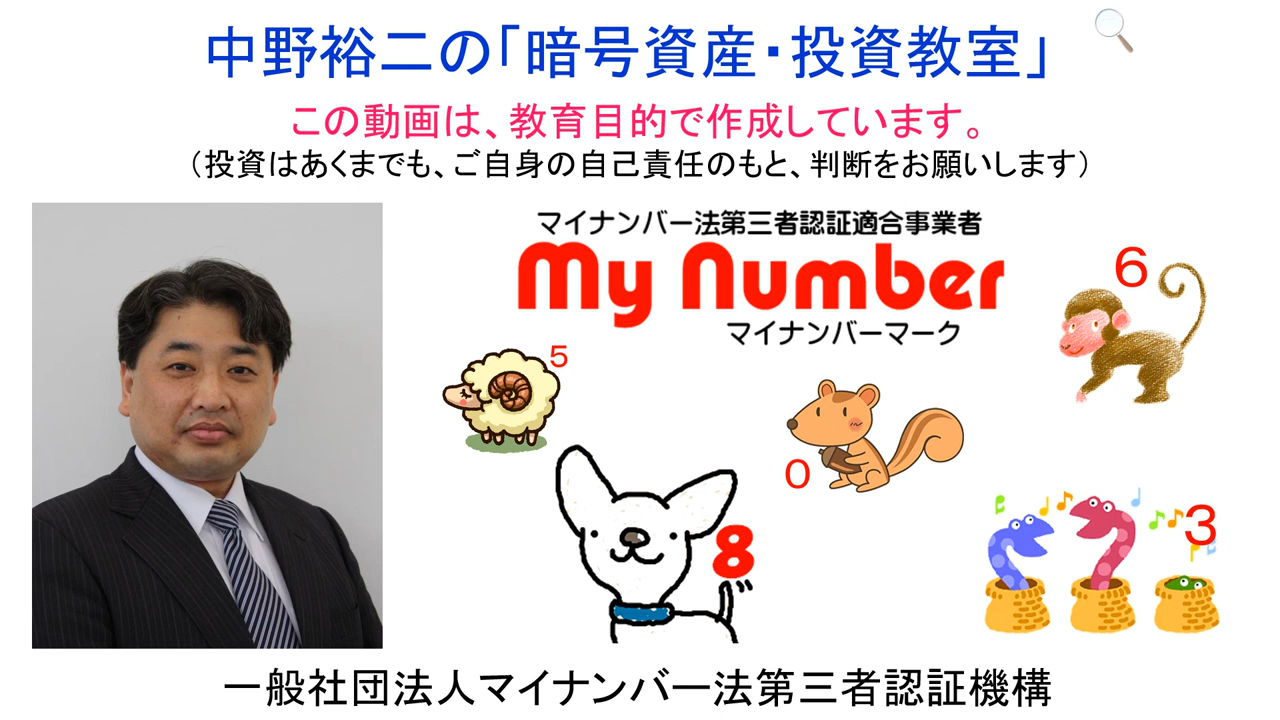 中野裕二の「暗号資産・投資教室」
この動画は、教育目的で作成しています。
(投資はあくまでも、ご自身の自己責任のもと、判断をお願いします)
マイナンバー法第三者認証適合事業者
My Number
マイナンバーマーク
6
5
0
8
3
一般社団法人マイナンバー法第三者認証機構